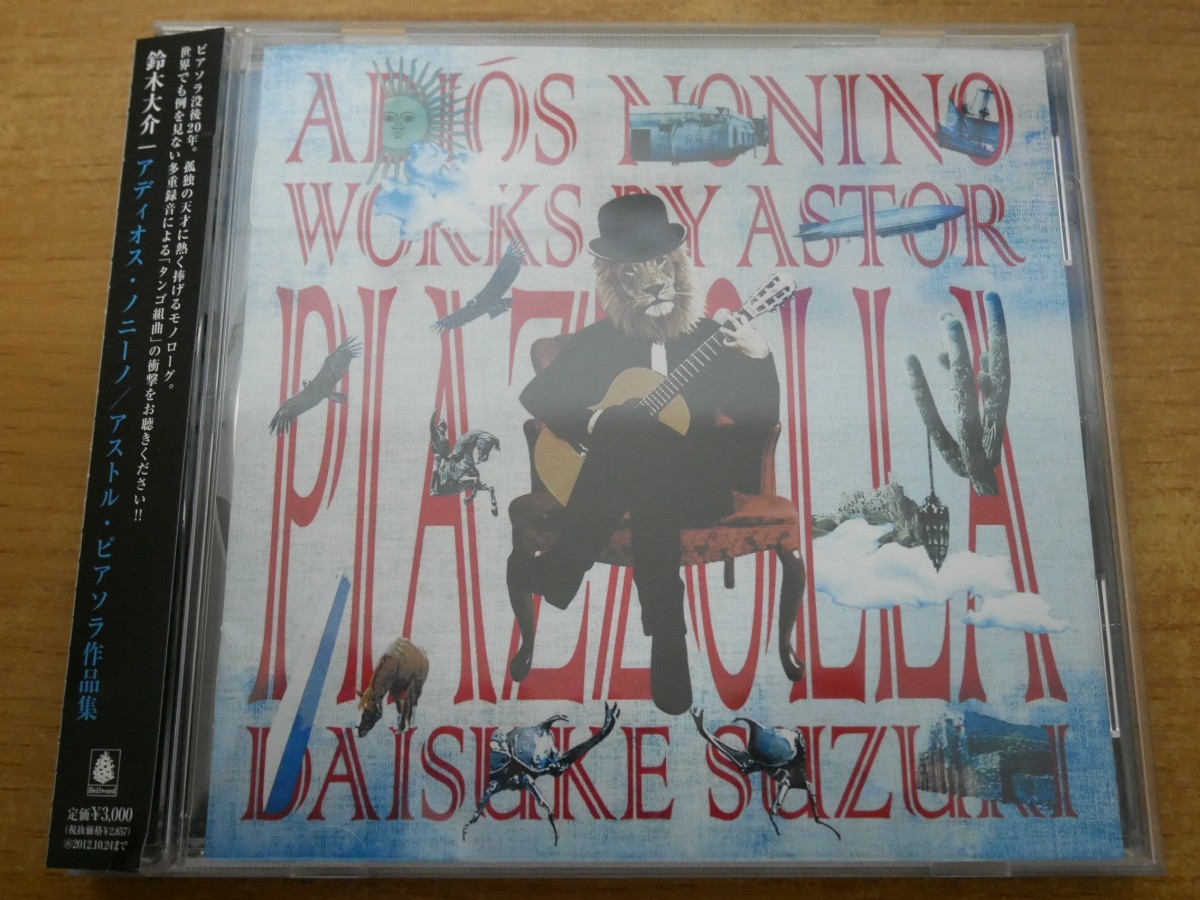 ピアソラ没後20年。孤独の天才に熱く捧げるモノローグ。
世界でも例を見ない多重録音による「タンゴ組曲」の衝撃をお聴きください!!
鈴木大介｜アディオス・ノニーノ／アストル・ピアソラ作品集
Bellwood
定価¥3,000
(税抜価格¥2,857)
®2012.10.24まで
ADIÓS NONINO
WORKS BY ASTOR
PIAZZOLLA
DAISUKE SUZUKI